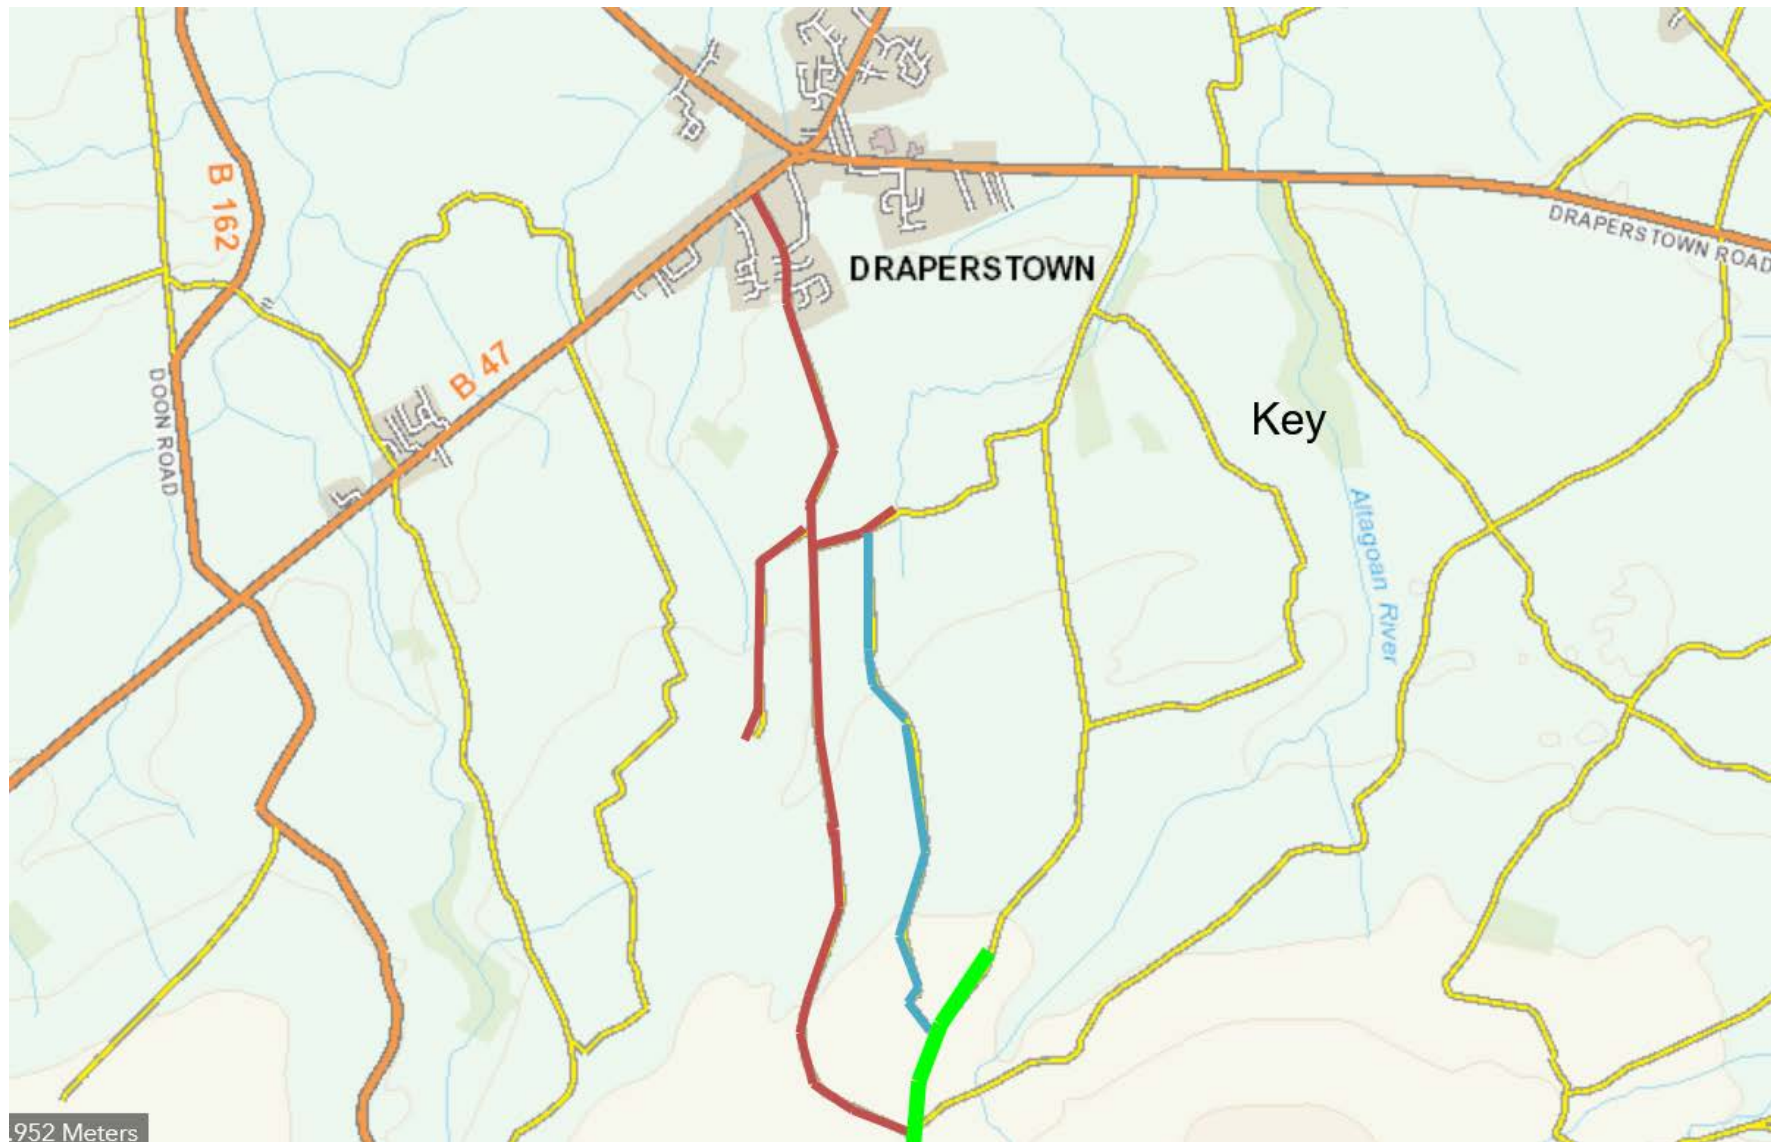 B 162
DRAPERSTOWN ROAD
DRAPERSTOWN
B 47
DOON ROAD
Key
Altagoan River
952 Meters